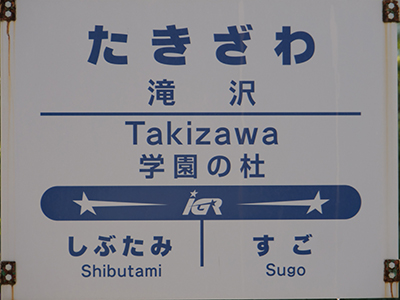 たきざわ
滝沢
Takizawa
学園の杜
IGR
しぶたみ すご
Shibutami Sugo